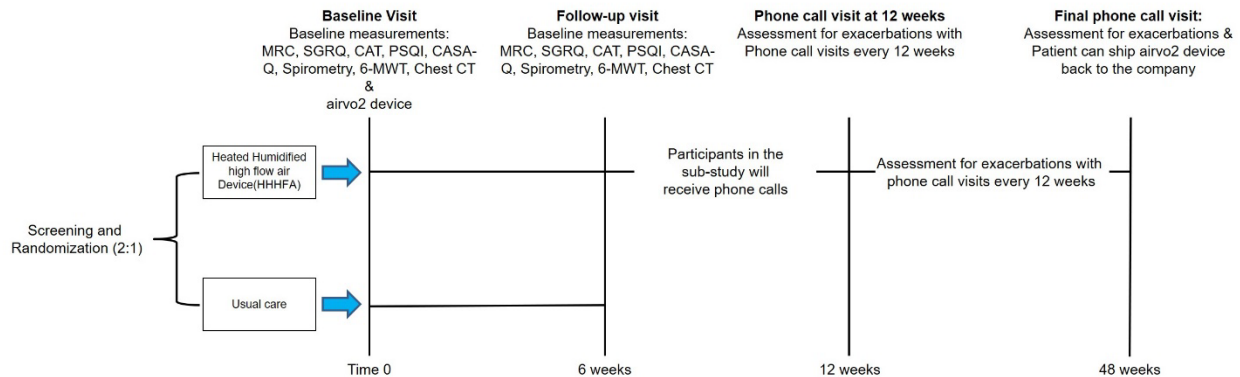 Baseline Visit
Baseline measurements:
MRC, SGRQ, CAT, PSQI, CASA-
Q, Spirometry, 6-MWT, Chest CT
&
airvo2 device
Follow-up visit
Baseline measurements:
MRC, SGRQ, CAT, PSQI, CASA-
Q, Spirometry, 6-MWT, Chest CT
Phone call visit at 12 weeks
Assessment for exacerbations with
Phone call visits every 12 weeks
Final phone call visit:
Assessment for exacerbations &
Patient can ship airvo2 device
back to the company
Screening and
Randomization (2:1)
Heated Humidified
high flow air
Device(HHHFA)
Usual care
Participants in the
sub-study will
receive phone calls
Assessment for exacerbations with
phone call visits every 12 weeks
Time 0
6 weeks
12 weeks
48 weeks